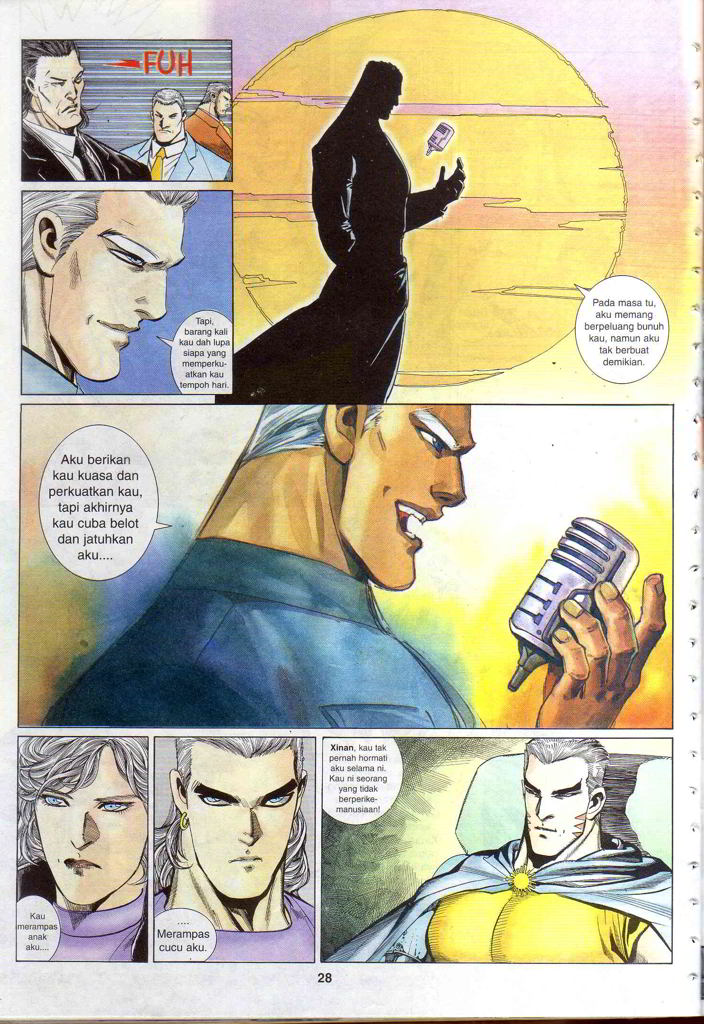 FUH
Tapi,
barang kali
kau dah lupa
siapa yang
memperku-
atkan kau
tempoh hari.
Pada masa tu,
aku memang
berpeluang bunuh
kau, namun aku
tak berbuat
demikian.
Aku berikan
kau kuasa dan
perkuatkan kau,
tapi akhirnya
kau cuba belot
dan jatuhkan
aku....
Kau
merampas
anak
aku....
....
Merampas
cucu aku.
Xinan, kau tak
pernah hormati
aku selama ni.
Kau ni seorang
yang tidak
berperike-
manusiaan!
28